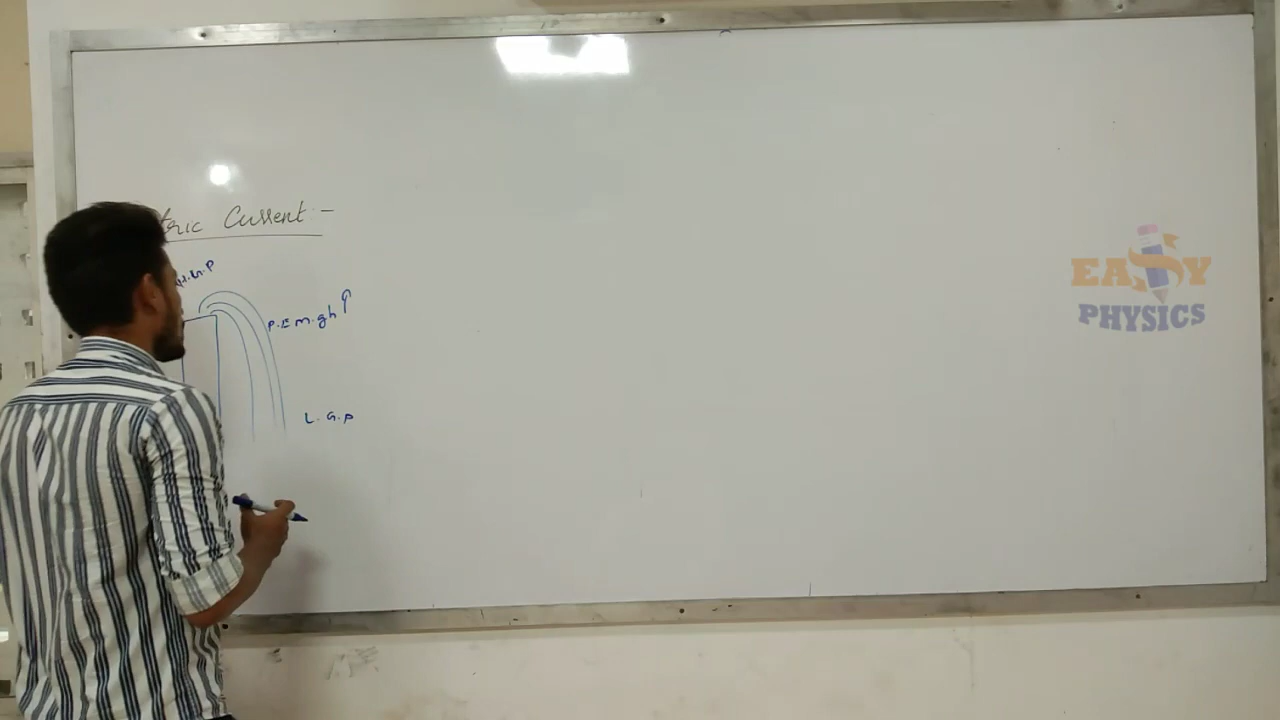 tric Current :-
H.G.P
P.E m.gh ↑
L.G.P
EASY
PHYSICS